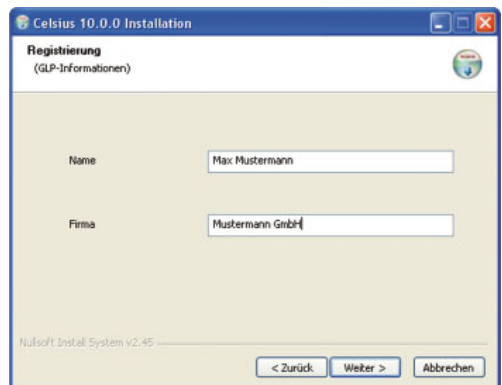 Celsius 10.0.0 Installation
Registrierung
(GLP-Informationen)
Name
Max Mustermann
Firma
Mustermann GmbH
Nullsoft Install System v2.45
< Zurück
Weiter >
Abbrechen